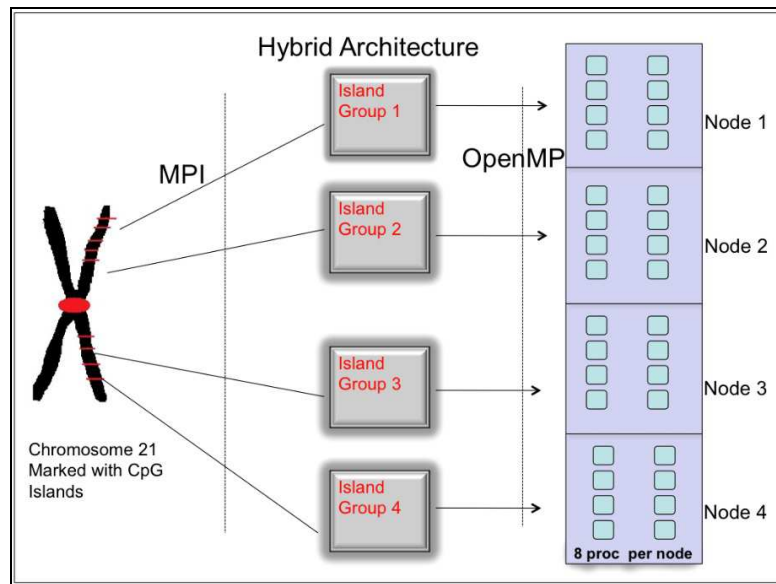 Hybrid Architecture
MPI
OpenMP
Island
Group 1
Island
Group 2
Island
Group 3
Island
Group 4
Node 1
Node 2
Node 3
Node 4
Chromosome 21
Marked with CpG
Islands
8 proc per node